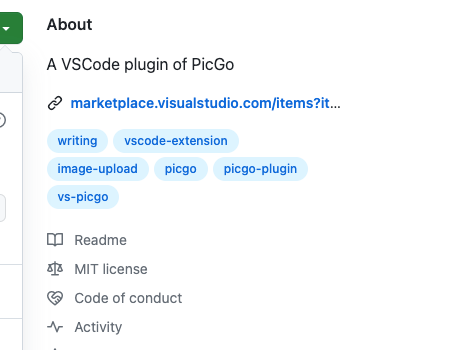 About
A VSCode plugin of PicGo
marketplace.visualstudio.com/items?it...
writing vscode-extension
image-upload picgo picgo-plugin
vs-picgo
Readme
MIT license
Code of conduct
Activity